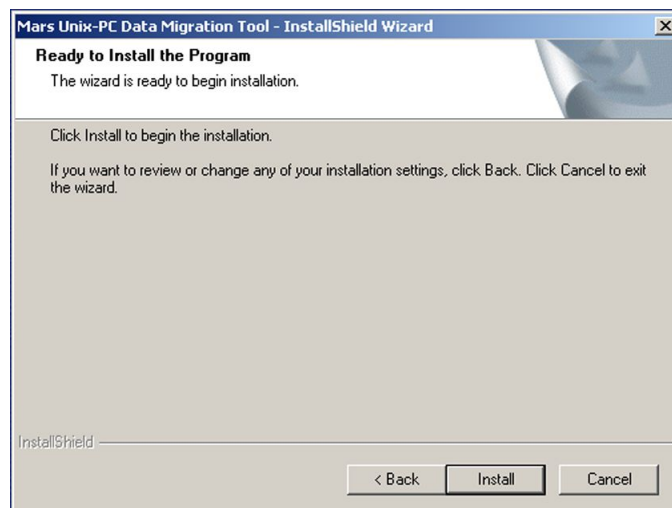 Mars Unix-PC Data Migration Tool - InstallShield Wizard
Ready to Install the Program
The wizard is ready to begin installation.
Click Install to begin the installation.
If you want to review or change any of your installation settings, click Back. Click Cancel to exit
the wizard.
InstallShield
< Back Install Cancel